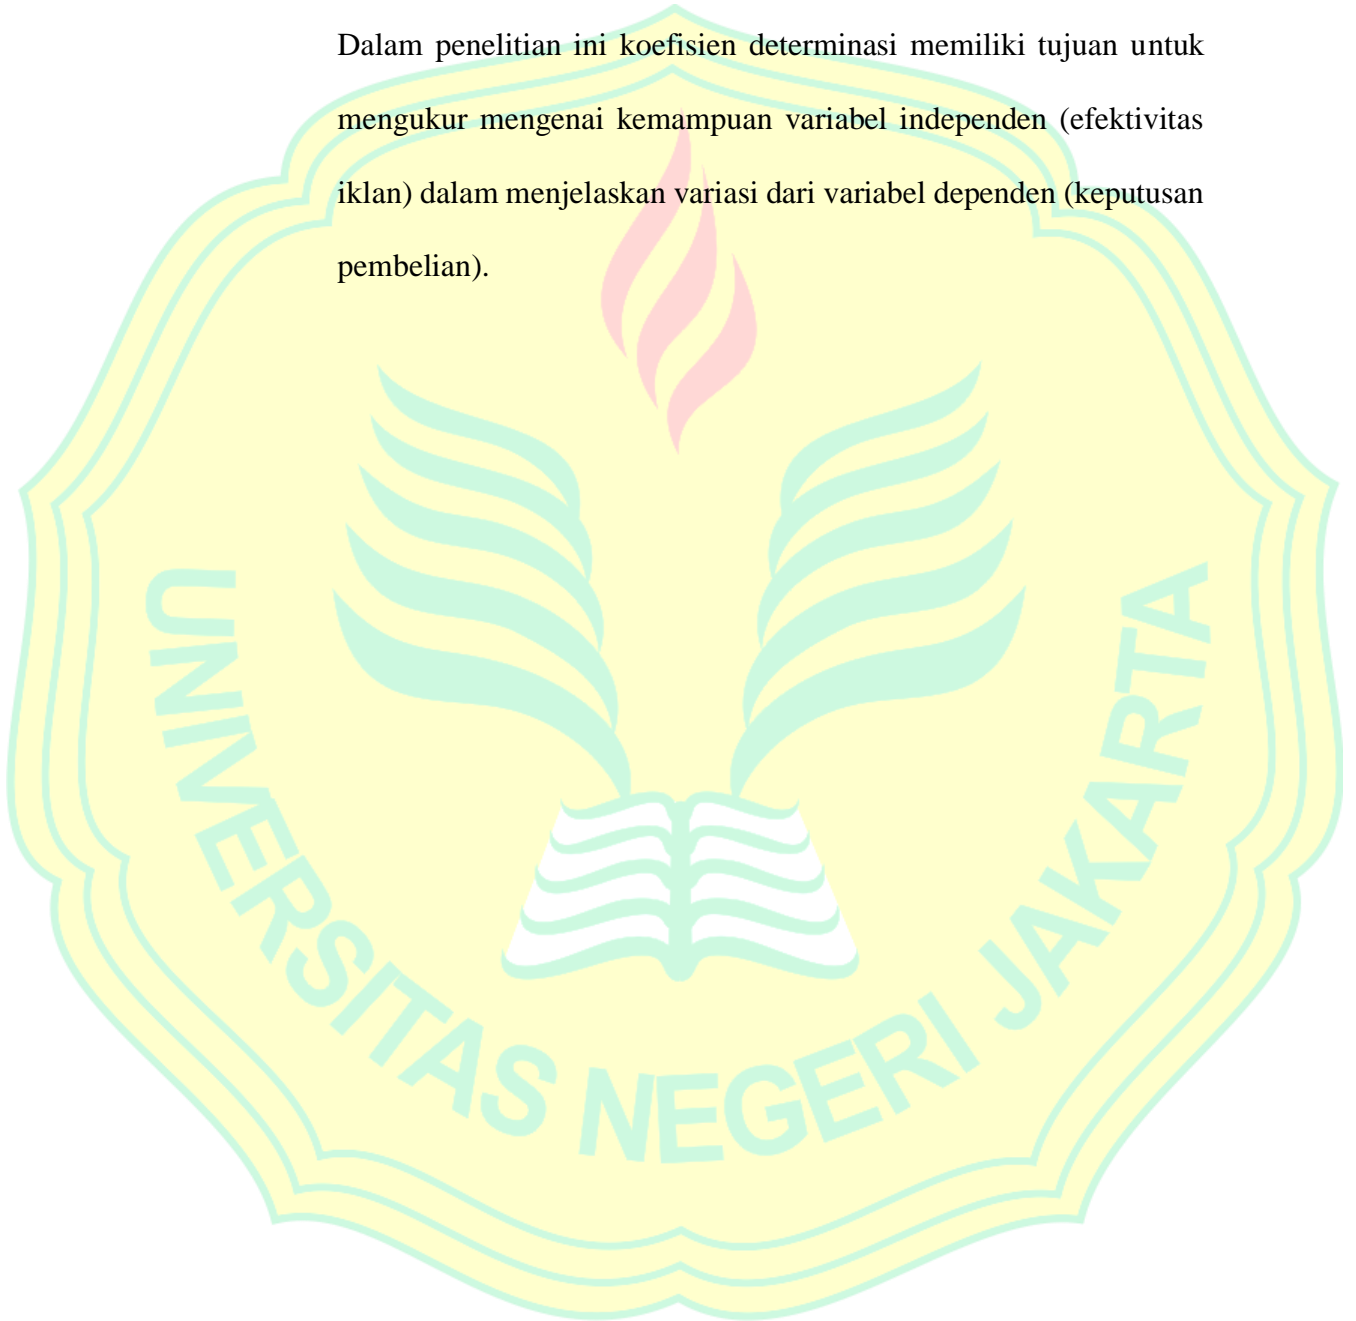 Dalam penelitian ini koefisien determinasi memiliki tujuan untuk
mengukur mengenai kemampuan variabel independen (efektivitas
iklan) dalam menjelaskan variasi dari variabel dependen (keputusan
pembelian).
UNIVERSITAS NEGERI JAKARTA